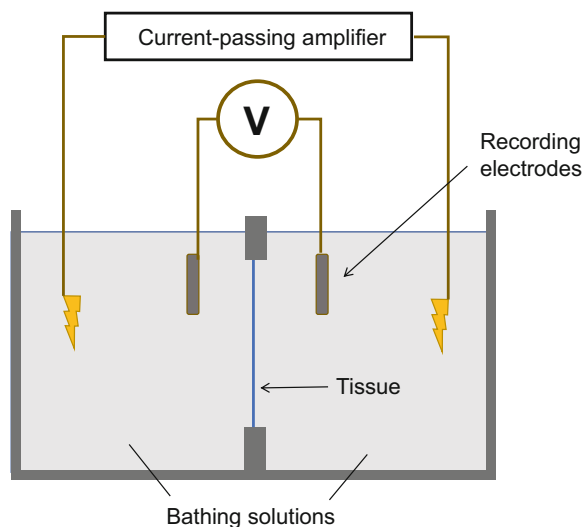 Current-passing amplifier
V
Recording
electrodes
Tissue
Bathing solutions